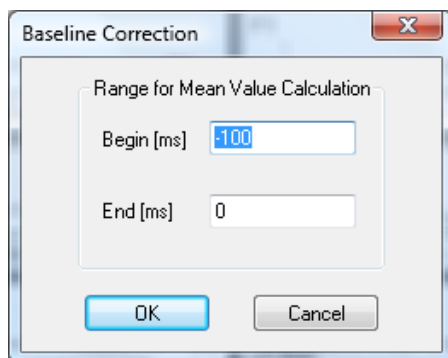 Baseline Correction
Range for Mean Value Calculation
Begin [ms] -100
End [ms] 0
OK Cancel